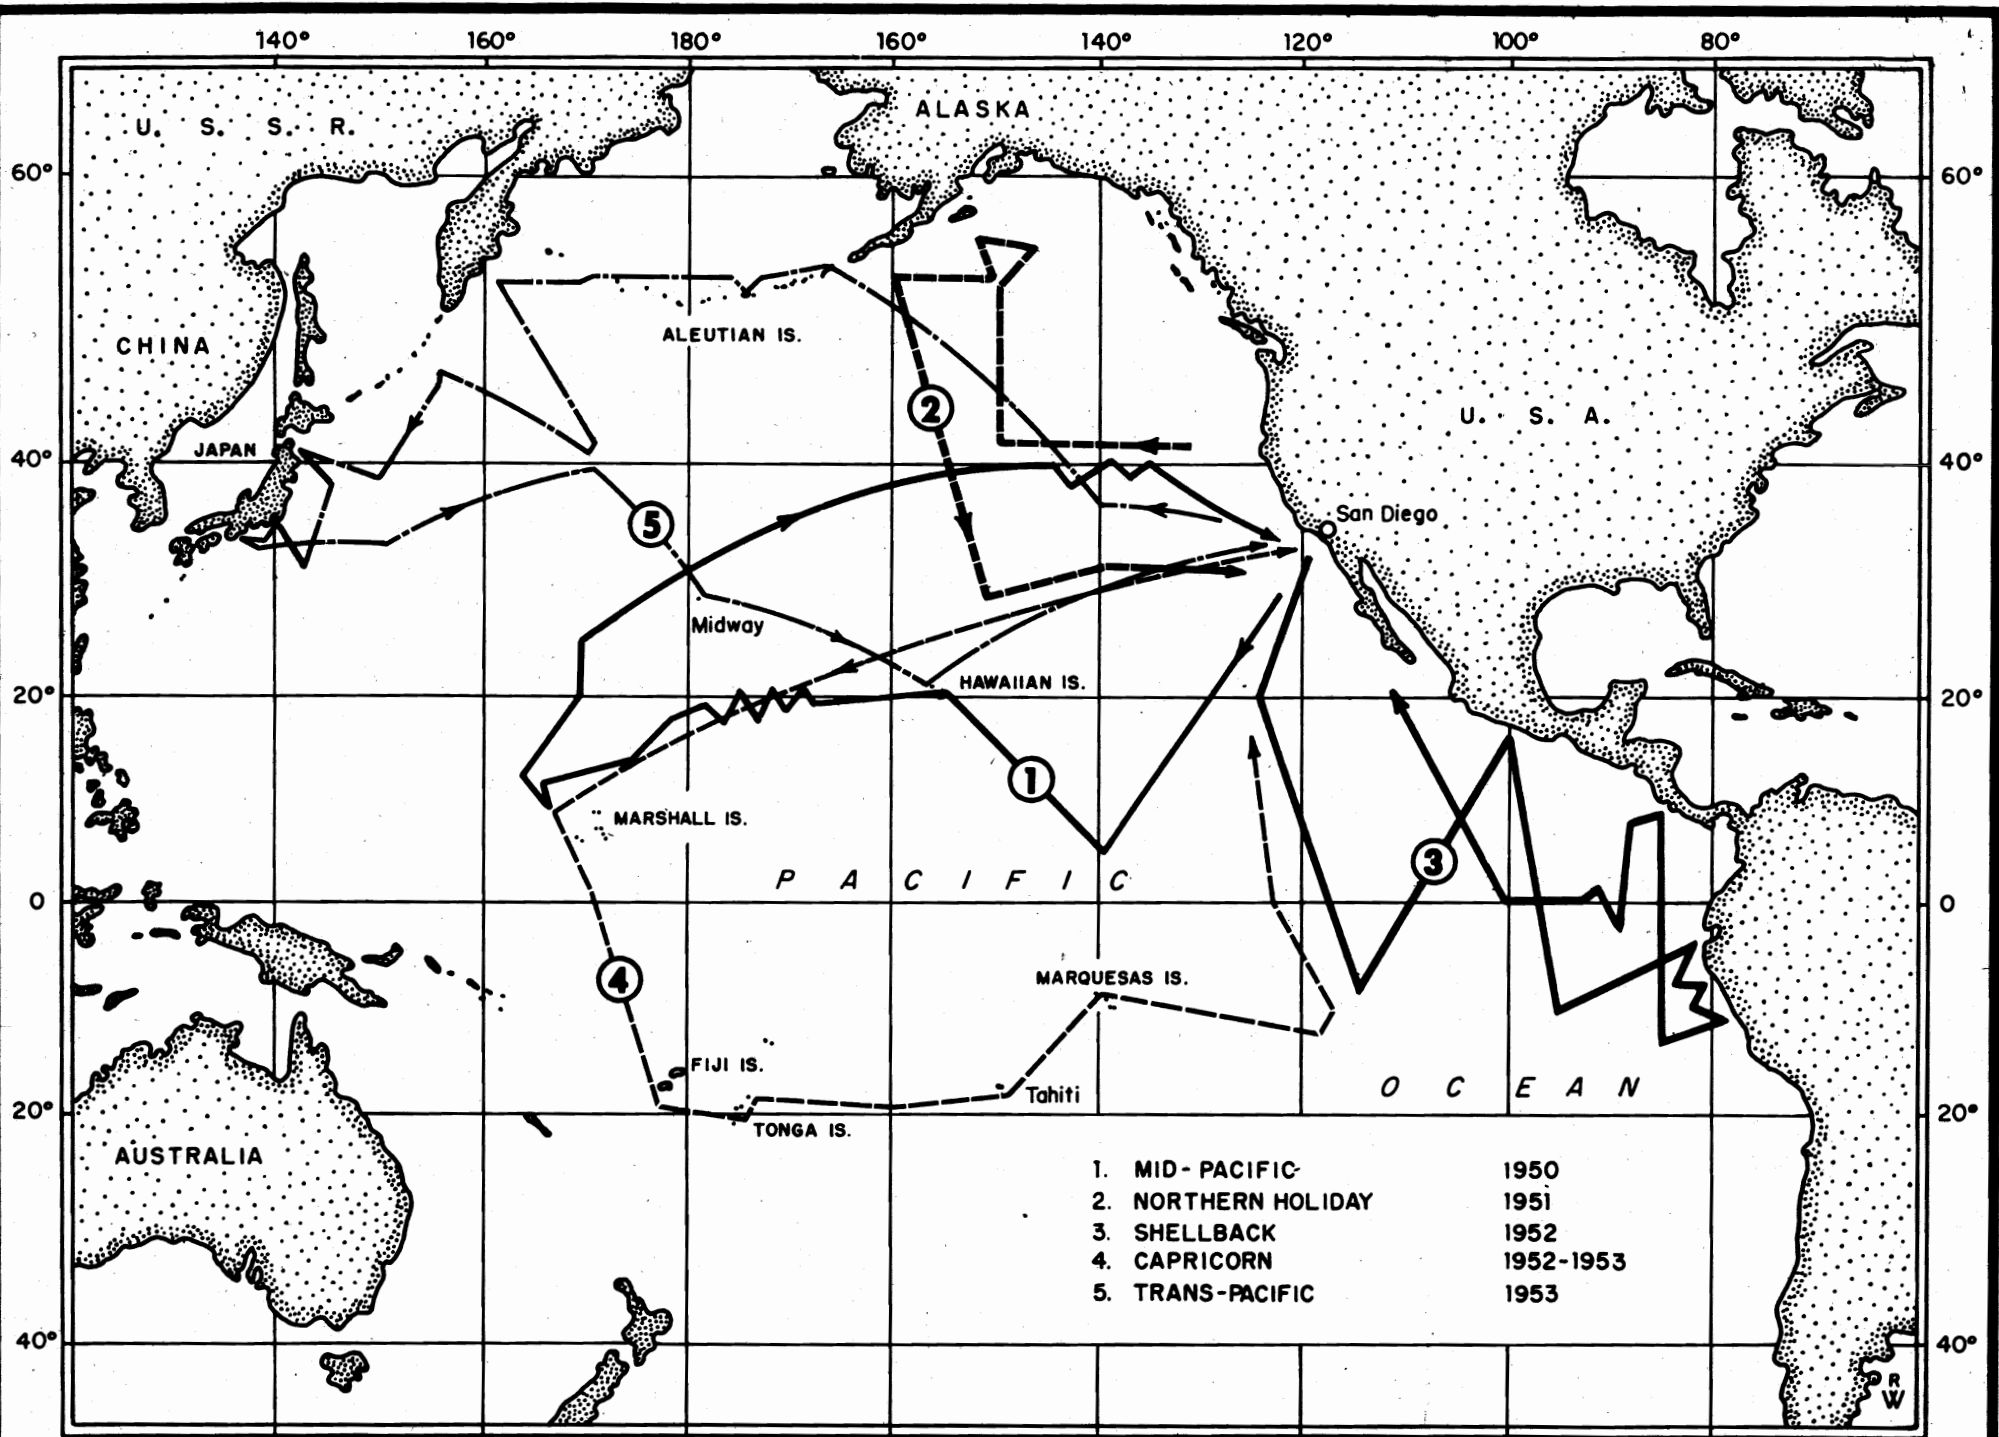 140° 160° 180° 160° 140° 120° 100° 80°
ALASKA
U. S. S. R.
60° 60°
ALEUTIAN IS.
CHINA
2
U. S. A.
JAPAN
40° 40°
San Diego
5
Midway
HAWAIIAN IS.
20° 20°
1
MARSHALL IS.
3
PACIFIC
0 0
4
MARQUESAS IS.
FIJI IS.
OCEAN
Tahiti
20° 20°
TONGA IS.
AUSTRALIA
1. MID-PACIFIC 1950
2. NORTHERN HOLIDAY 1951
3. SHELLBACK 1952
4. CAPRICORN 1952-1953
5. TRANS-PACIFIC 1953
40° 40°
R
W